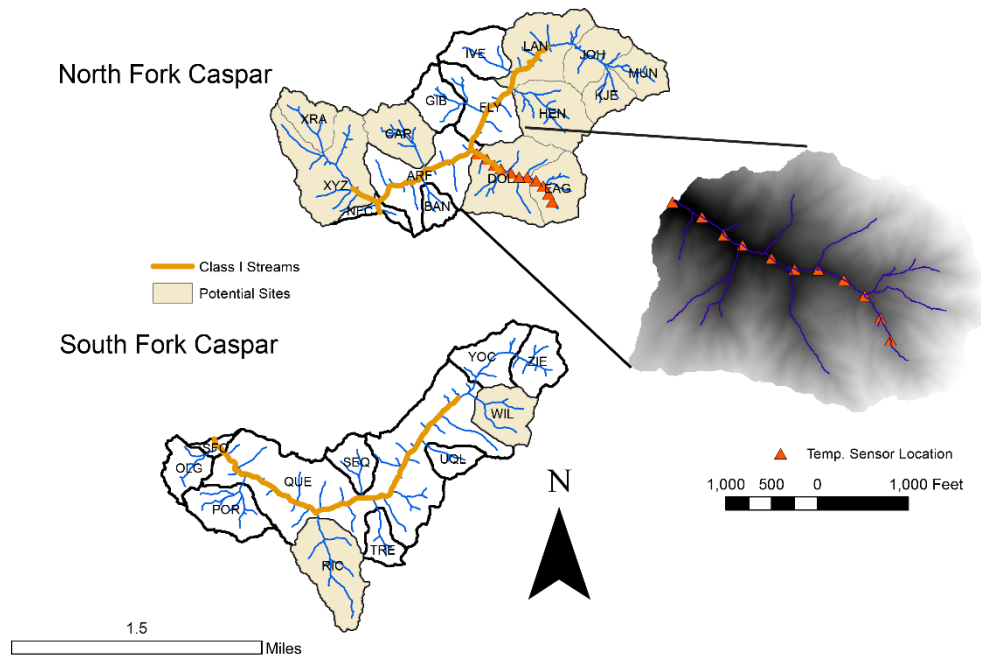 North Fork Caspar
IVE
LAN
JOH
MUN
KJE
GIB
FLY
HEN
XRA
CAR
ARF
DOL
EAG
XYZ
NFC
BAN
Class I Streams
Potential Sites
South Fork Caspar
YOC
ZIE
WIL
SFC
OLG
QUE
SEQ
UQL
POR
TRE
RIC
N
Temp. Sensor Location
1,000 500 0 1,000 Feet
1.5
Miles